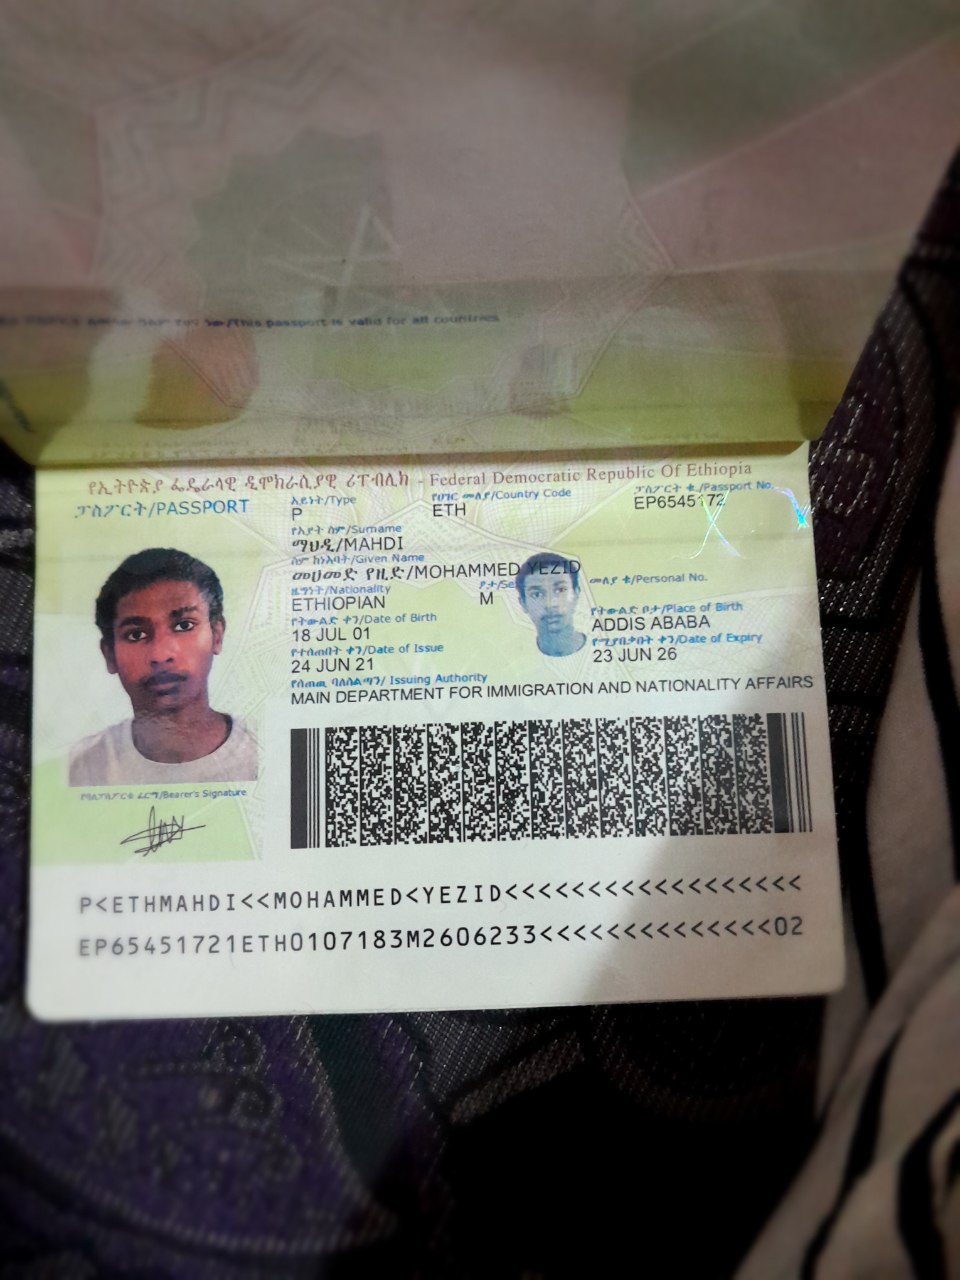 This passport is valid for all countries
የኢትዮጵያ ፌዴራላዊ ዲሞክራሲያዊ ሪፐብሊክ - Federal Democratic Republic Of Ethiopia
ፓስፖርት/PASSPORT
አይነት/Type
P
የሀገር መለያ/Country Code
ETH
ፓስፖርት ቁ./Passport No.
EP6545172
የአያት ስም/Surname
ማህዲ/MAHDI
ስም ከነአባት/Given Name
መሀመድ የዚድ/MOHAMMED YEZID
ዜግነት/Nationality
ETHIOPIAN
ፆታ/Se
M
መለያ ቁ/Personal No.
የትውልድ ቀን/Date of Birth
18 JUL 01
የትውልድ ቦታ/Place of Birth
ADDIS ABABA
የተሰጠበት ቀን/Date of Issue
24 JUN 21
የሚያበቃበት ቀን/Date of Expiry
23 JUN 26
የሰጠዉ ባለስልጣን/ Issuing Authority
MAIN DEPARTMENT FOR IMMIGRATION AND NATIONALITY AFFAIRS
የባለፓስፖርቱ ፊርማ/Bearer's Signature
P<ETHMAHDI<<MOHAMMED<YEZID<<<<<<<<<<<<<<<<<<
EP65451721ETH0107183M2606233<<<<<<<<<<<<<<02